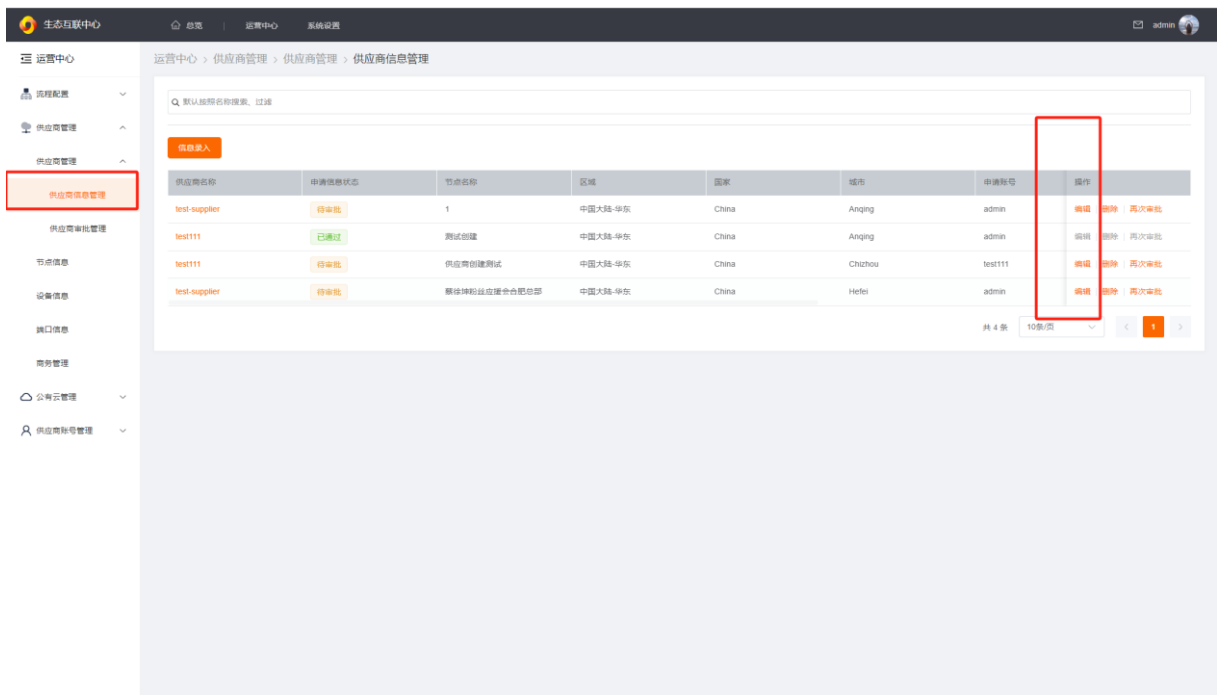 生态互联中心
总览 | 运营中心 系统设置 admin
运营中心
运营中心 > 供应商管理 > 供应商管理 > 供应商信息管理
流程配置
供应商管理
供应商管理
供应商信息管理
供应商审批管理
节点信息
设备信息
端口信息
商务管理
公有云管理
供应商账号管理
默认按照名称搜索、过滤
信息录入
供应商名称 申请信息状态 节点名称 区域 国家 城市 申请账号 操作
test-supplier 待审批 1 中国大陆-华东 China Anqing admin 编辑 | 删除 | 再次审批
test111 已通过 测试创建 中国大陆-华东 China Anqing admin 编辑 | 删除 | 再次审批
test111 待审批 供应商创建测试 中国大陆-华东 China Chizhou test111 编辑 | 删除 | 再次审批
test-supplier 待审批 蔡徐坤粉丝应援会合肥总部 中国大陆-华东 China Hefei admin 编辑 | 删除 | 再次审批
共 4 条 10条/页 < 1 >